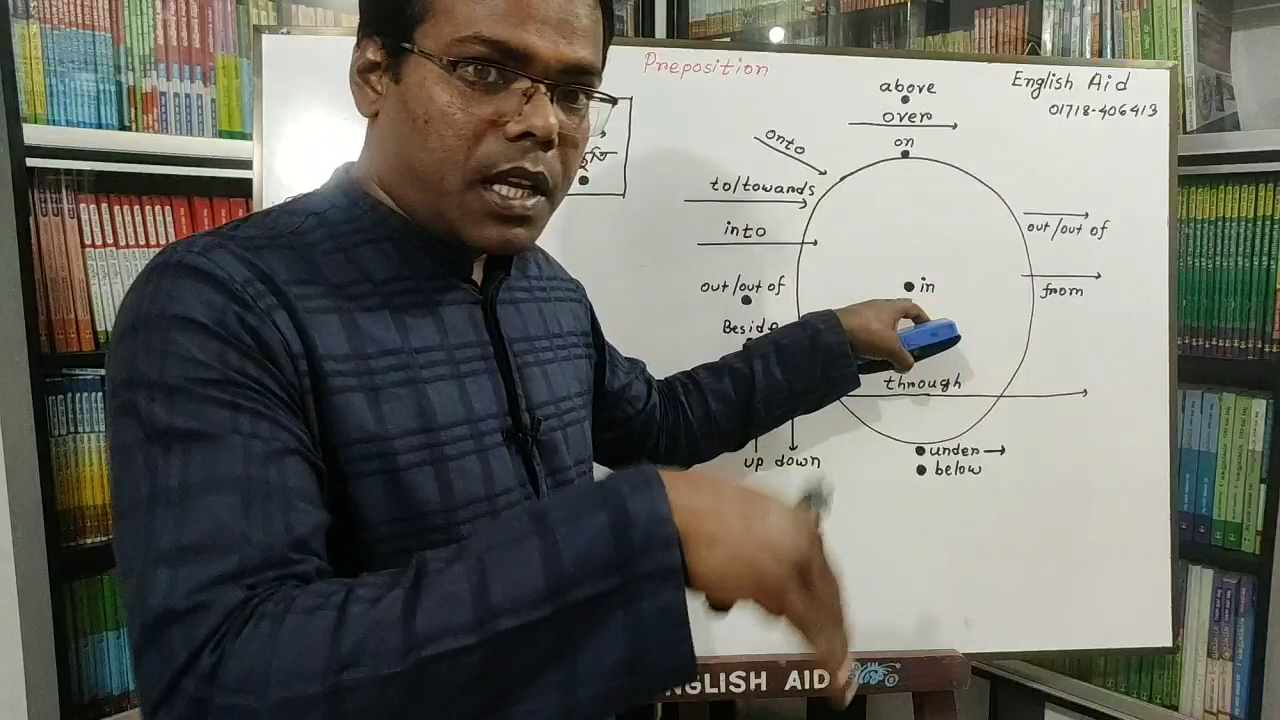 Preposition
English Aid
01718-406413
above
over
on
onto
to/towards
into
out/out of
out/out of
in
from
through
up down
under
below
ENGLISH AID